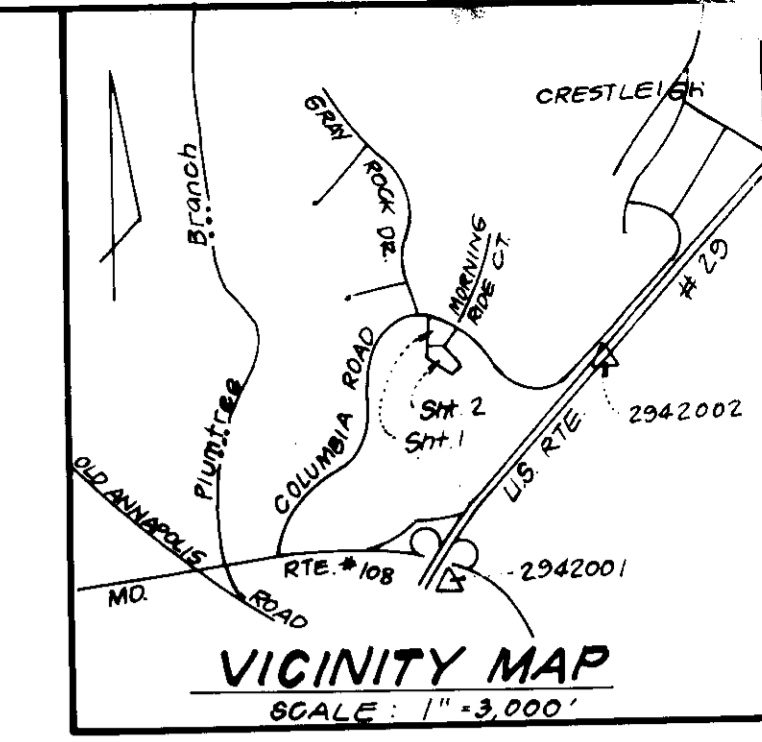 CRESTLEIGH
GRAY ROCK DR.
Branch
MORNING
RIDE CT.
# 29
COLUMBIA ROAD
Sht. 2
Sht. 1
2942002
U.S. RTE.
Plumtree
OLD ANNAPOLIS ROAD
MD. RTE. #108
2942001
VICINITY MAP
SCALE: 1" = 3,000'